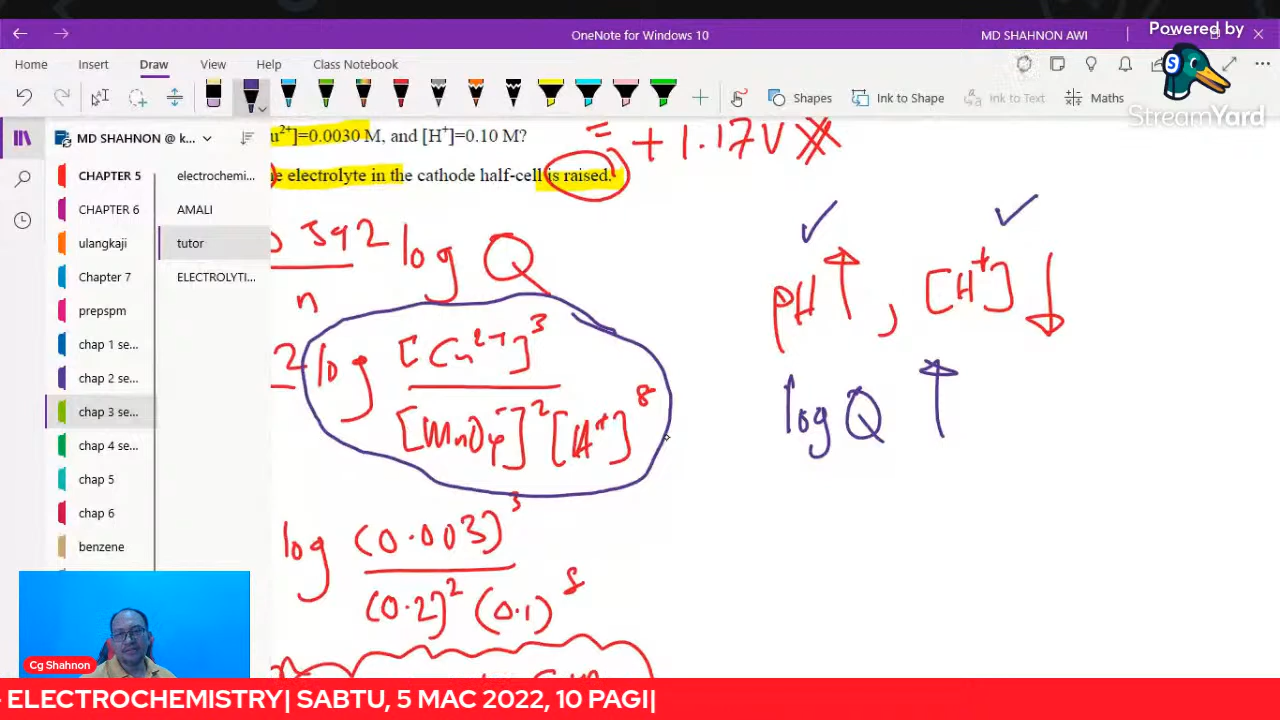 Powered by
StreamYard
OneNote for Windows 10
MD SHAHNON AWI
Home Insert Draw View Help Class Notebook
Shapes Ink to Shape Ink to Text Maths
MD SHAHNON @ k...
CHAPTER 5
CHAPTER 6
ulangkaji
Chapter 7
prepspm
chap 1 se...
chap 2 se...
chap 3 se...
chap 4 se...
chap 5
chap 6
benzene
electrochemi...
AMALI
tutor
ELECTROLYTI...
u²⁺]=0.0030 M, and [H⁺]=0.10 M?
= + 1.17V
e electrolyte in the cathode half-cell is raised.
392 log Q
n
2 log [Cu²⁺]³
[MnO₄⁻]² [H⁺]⁸
log (0.003)³
(0.2)² (0.1)⁸
pH ↑, [H⁺] ↓
log Q ↑
Cg Shahnon
ELECTROCHEMISTRY| SABTU, 5 MAC 2022, 10 PAGI|